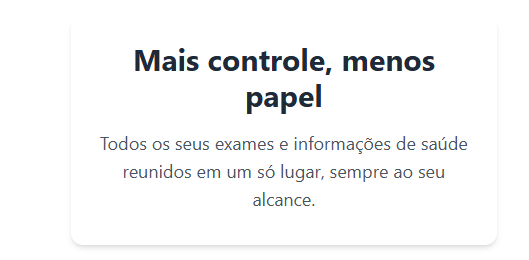 Mais controle, menos
papel
Todos os seus exames e informações de saúde
reunidos em um só lugar, sempre ao seu
alcance.